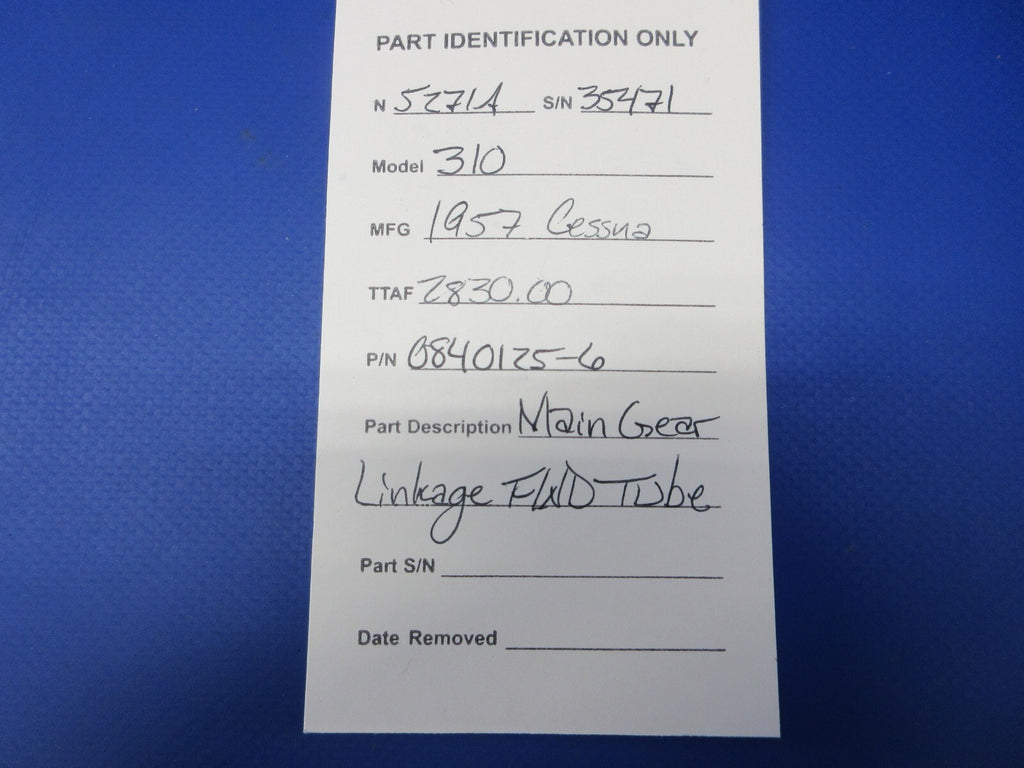 PART IDENTIFICATION ONLY
N 5271A S/N 35471
Model 310
MFG 1957 Cessna
TTAF 2830.00
P/N 0840125-6
Part Description Main Gear
Linkage FWD Tube
Part S/N
Date Removed